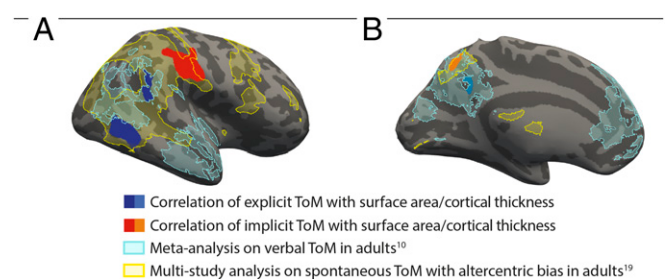 A
B
Correlation of explicit ToM with surface area/cortical thickness
Correlation of implicit ToM with surface area/cortical thickness
Meta-analysis on verbal ToM in adults¹⁰
Multi-study analysis on spontaneous ToM with altercentric bias in adults¹⁹